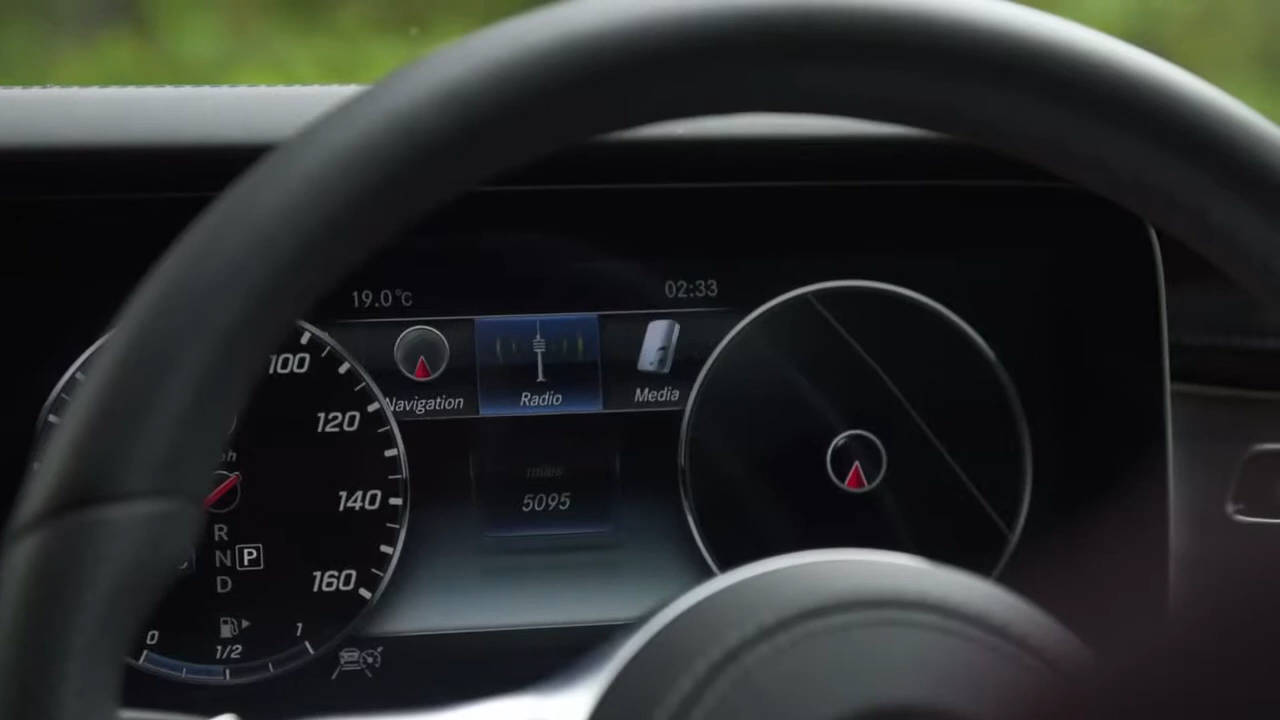 19.0°C
02:33
Navigation
Radio
Media
100
120
140
160
miles
5095
R
N P
D
0
1/2
1